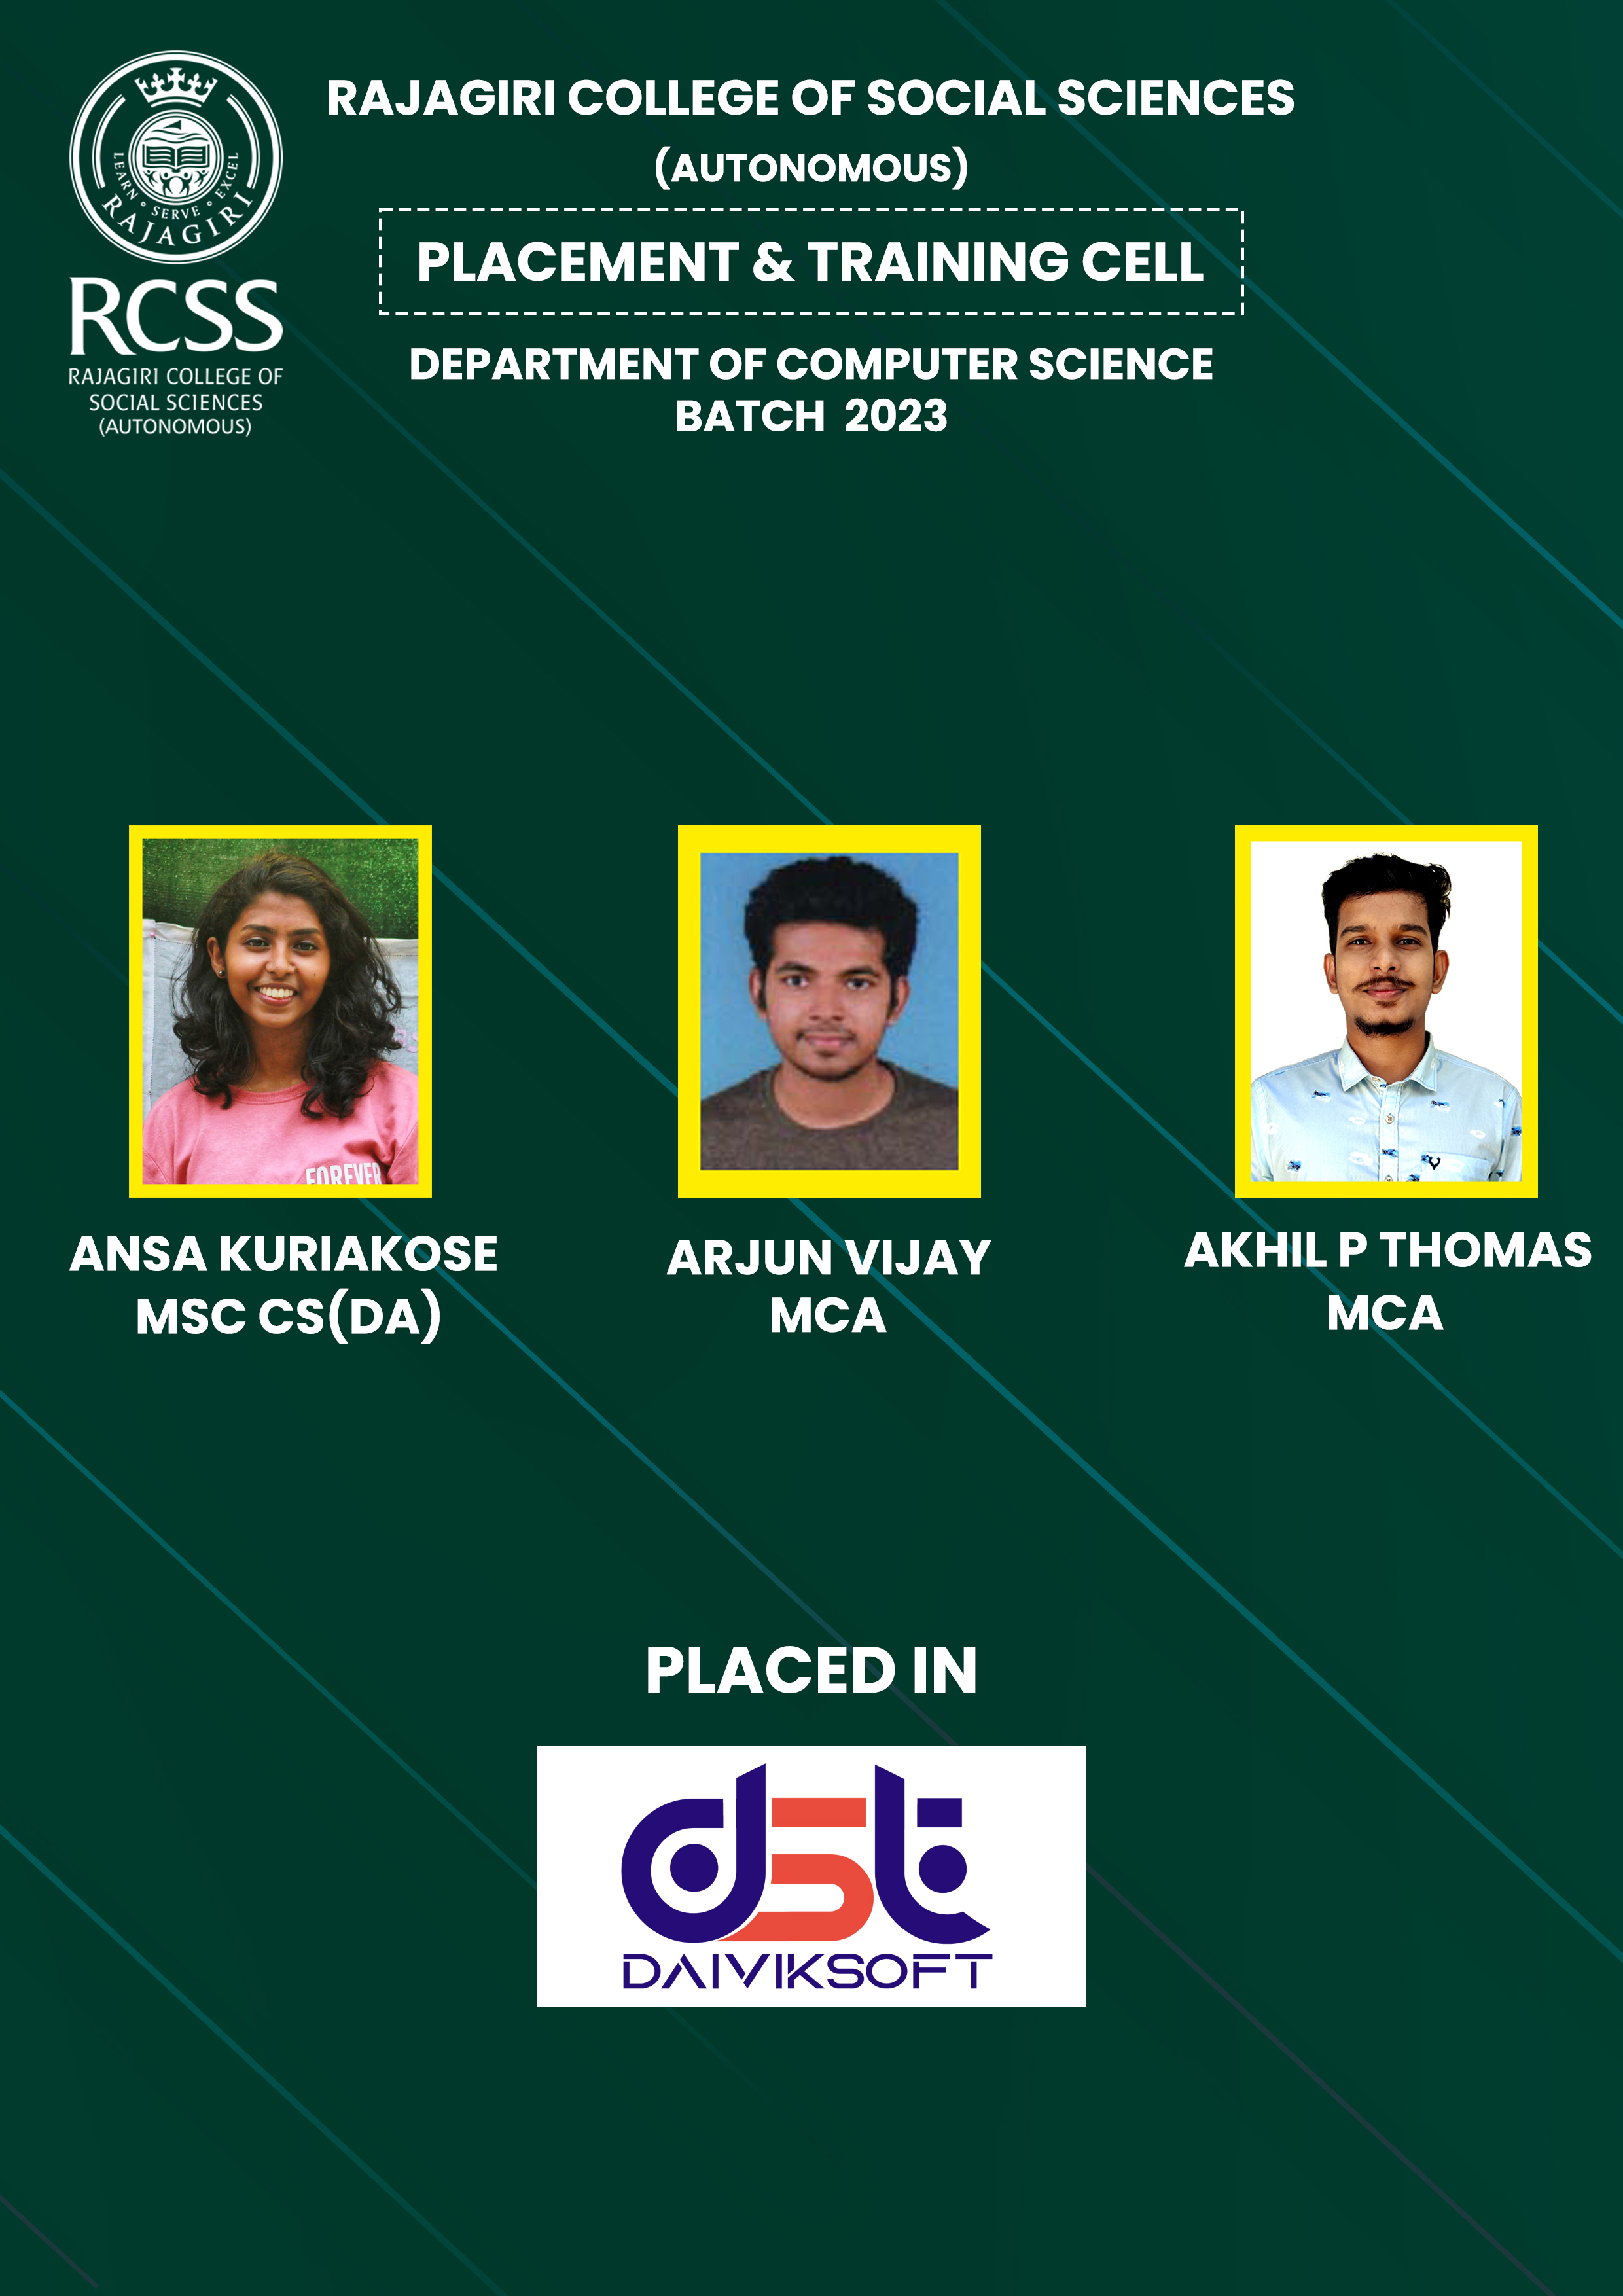 LEARN ° SERVE ° EXCEL
RAJAGIRI
RCSS
RAJAGIRI COLLEGE OF
SOCIAL SCIENCES
(AUTONOMOUS)
RAJAGIRI COLLEGE OF SOCIAL SCIENCES
(AUTONOMOUS)
PLACEMENT & TRAINING CELL
DEPARTMENT OF COMPUTER SCIENCE
BATCH 2023
FOREVER
ANSA KURIAKOSE
MSC CS(DA)
ARJUN VIJAY
MCA
AKHIL P THOMAS
MCA
PLACED IN
dst
DAIVIKSOFT